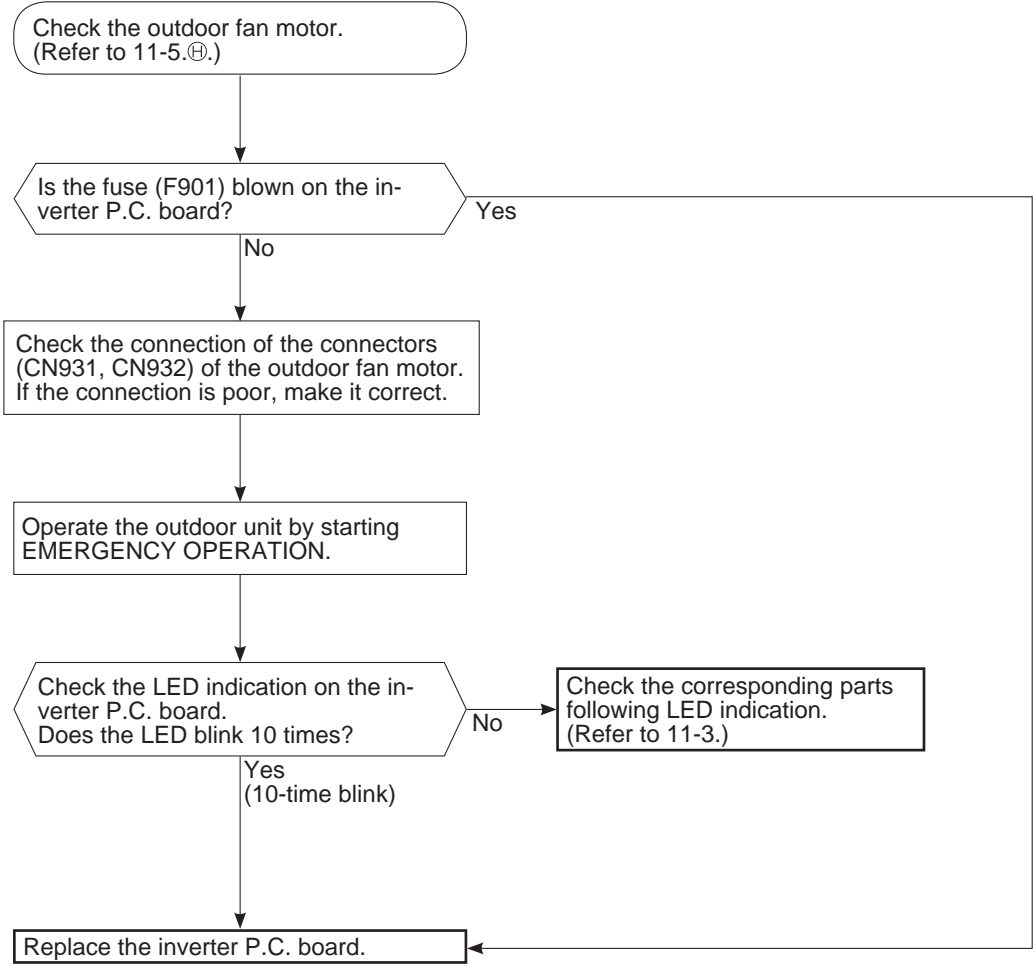 Check the outdoor fan motor.
(Refer to 11-5.Ⓗ.)
Is the fuse (F901) blown on the in-
verter P.C. board?
Yes
No
Check the connection of the connectors
(CN931, CN932) of the outdoor fan motor.
If the connection is poor, make it correct.
Operate the outdoor unit by starting
EMERGENCY OPERATION.
Check the LED indication on the in-
verter P.C. board.
Does the LED blink 10 times?
No
Check the corresponding parts
following LED indication.
(Refer to 11-3.)
Yes
(10-time blink)
Replace the inverter P.C. board.